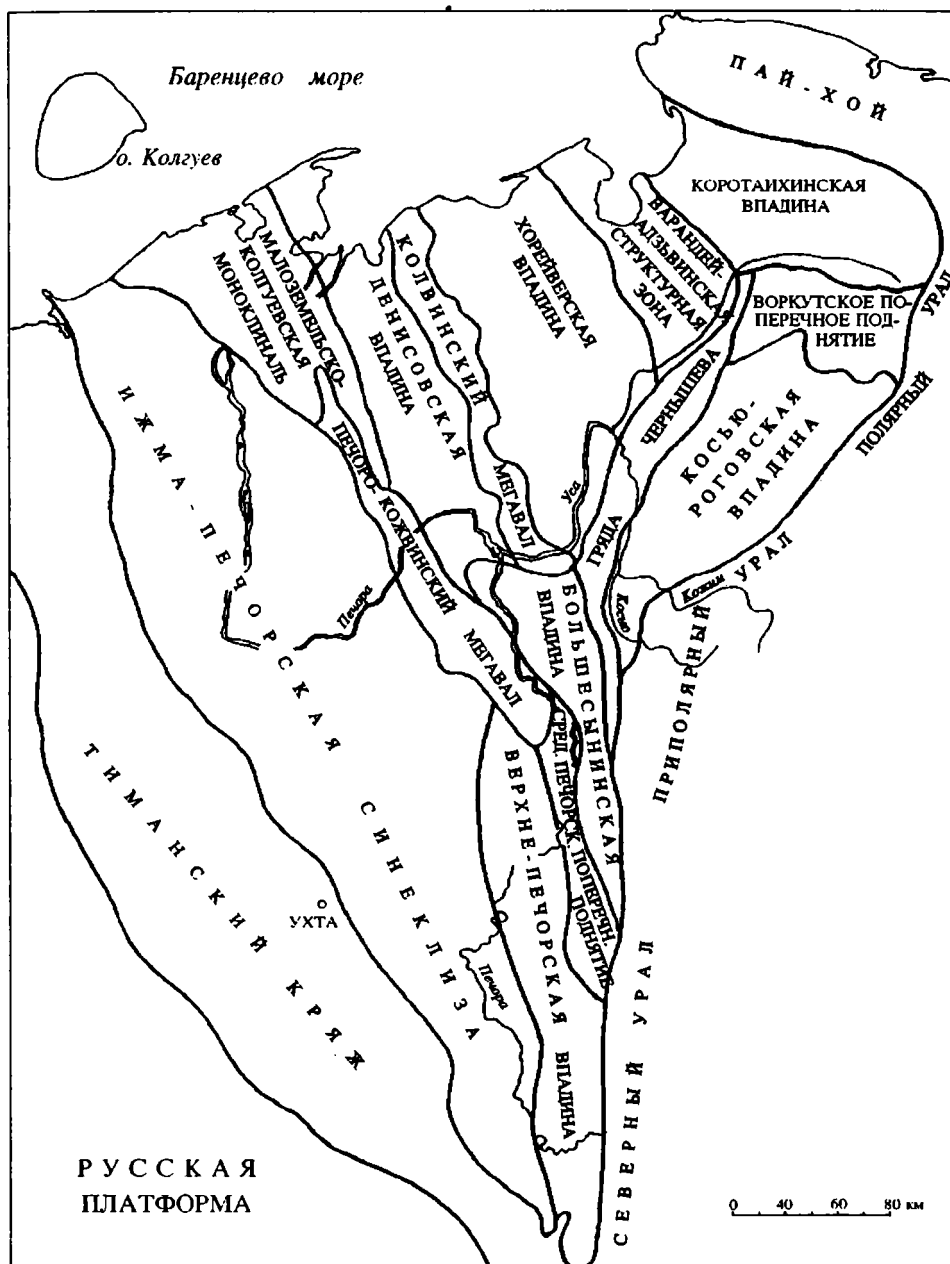 Баренцево море
о. Колгуев
ПАЙ-ХОЙ
КОРОТАИХИНСКАЯ
ВПАДИНА
ВАРАНДЕЙ-
АДЗЬВИНСКАЯ
СТРУКТУРНАЯ
ЗОНА
ХОРЕЙВЕРСКАЯ
ВПАДИНА
МАЛОЗЕМЕЛЬСКО-
КОЛГУЕВСКАЯ
МОНОКЛИНАЛЬ
КОЛВИНСКИЙ
МЕГАВАЛ
ДЕНИСОВСКАЯ
ВПАДИНА
ВОРКУТСКОЕ ПО-
ПЕРЕЧНОЕ ПОД-
НЯТИЕ
ПОЛЯРНЫЙ УРАЛ
ГРЯДА ЧЕРНЫШЕВА
КОСЬЮ-
РОГОВСКАЯ
ВПАДИНА
ИЖМА-ПЕЧОРСКАЯ СИНЕКЛИЗА
ПЕЧОРО-КОЖВИНСКИЙ МЕГАВАЛ
Уса
Печора
Косью
Кожим
ПРИПОЛЯРНЫЙ УРАЛ
БОЛЬШЕСЫНИНСКАЯ
ВПАДИНА
СРЕД. ПЕЧОРСК. ПОПЕРЕЧН.
ПОДНЯТИЕ
ВЕРХНЕ-ПЕЧОРСКАЯ ВПАДИНА
ТИМАНСКИЙ КРЯЖ
УХТА
Печора
СЕВЕРНЫЙ УРАЛ
РУССКАЯ
ПЛАТФОРМА
0 40 60 80 км